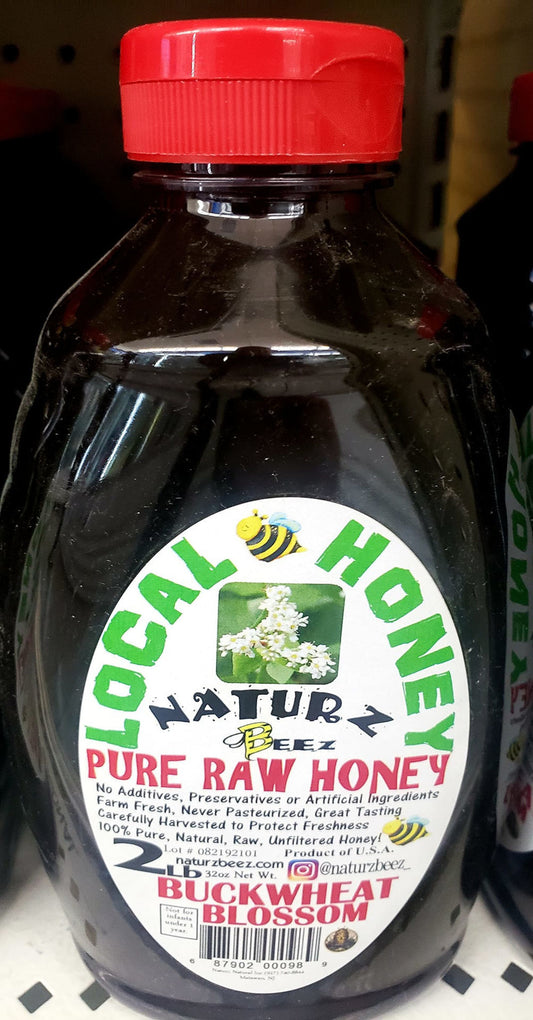 LOCAL HONEY
NATURZ
BEEZ
PURE RAW HONEY
No Additives, Preservatives or Artificial Ingredients
Farm Fresh, Never Pasteurized, Great Tasting
Carefully Harvested to Protect Freshness
100% Pure, Natural, Raw, Unfiltered Honey!
Lot # 082192101 Product of U.S.A.
naturzbeez.com @naturzbeez_
2Lb 32oz Net Wt.
BUCKWHEAT
BLOSSOM
Not for
infants
under 1
year.
6 87902 00098 9